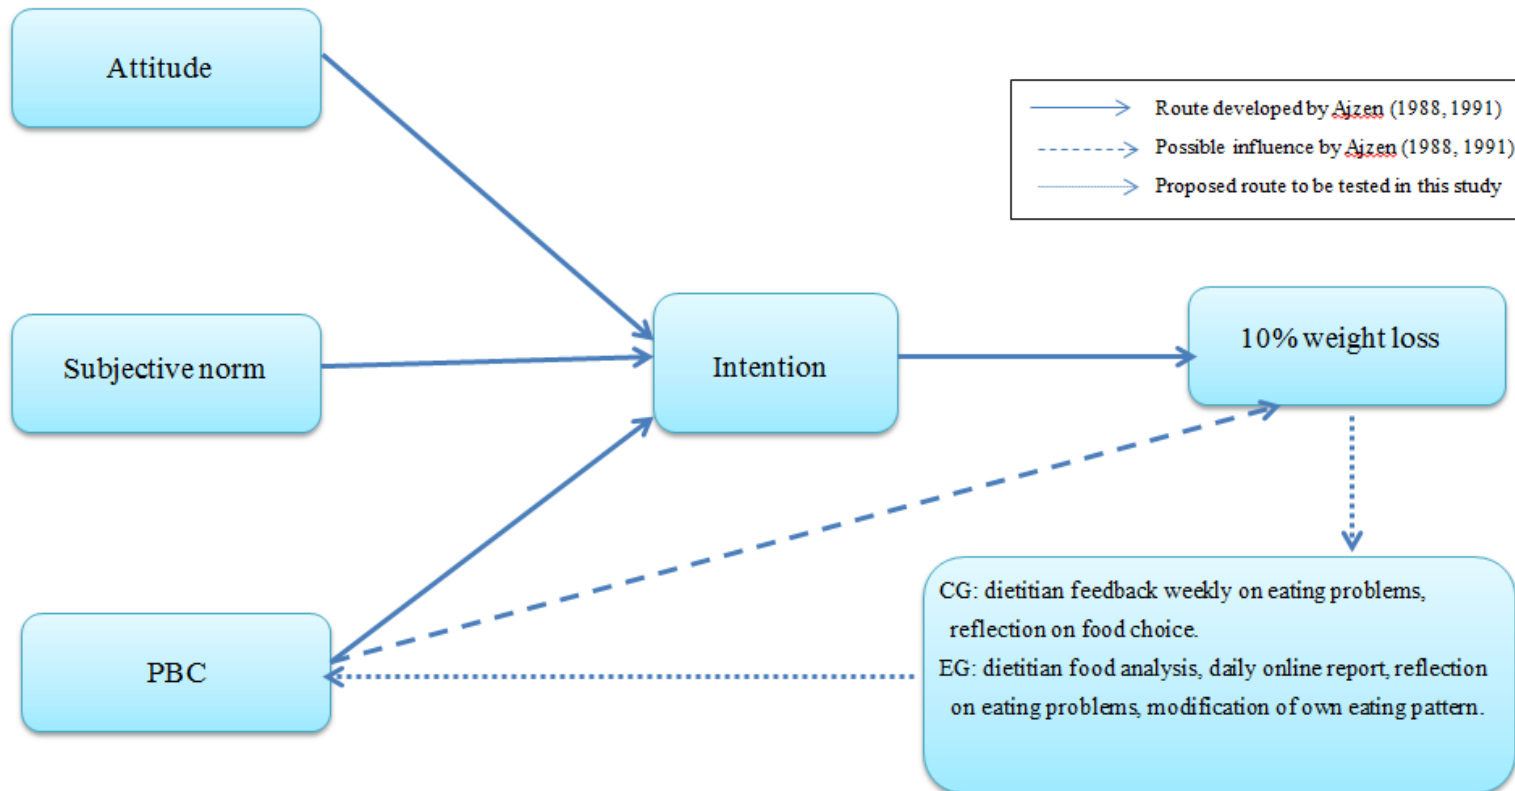 Attitude
Route developed by Ajzen (1988, 1991)
Possible influence by Ajzen (1988, 1991)
Proposed route to be tested in this study
Subjective norm
Intention
10% weight loss
PBC
CG: dietitian feedback weekly on eating problems,
reflection on food choice.
EG: dietitian food analysis, daily online report, reflection
on eating problems, modification of own eating pattern.